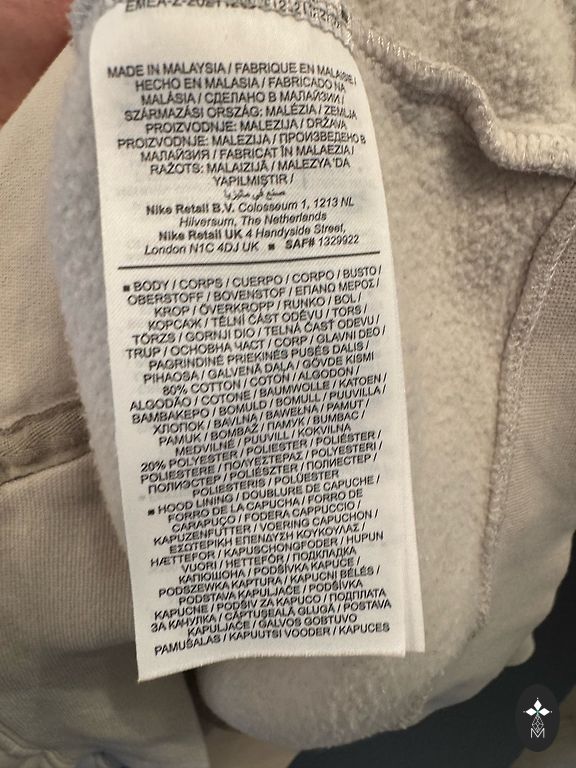 MADE IN MALAYSIA / FABRIQUE EN MALAISIE /
HECHO EN MALASIA / FABRICADO NA
MALÁSIA / СДЕЛАНО В МАЛАЙЗИИ /
SZÁRMAZÁSI ORSZÁG: MALÉZIA / ZEMLJA
PROIZVODNJE: MALEZIJA / DRŽAVA
PROIZVODNJE: MALEZIJA / ПРОИЗВЕДЕНО В
МАЛАЙЗИЯ / FABRICAT ÎN MALAEZIA /
RAŽOTS: MALAIZIJĀ / MALEZYA 'DA
YAPILMIŞTIR /
صنع في ماليزيا
Nike Retail B.V. Colosseum 1, 1213 NL
Hilversum, The Netherlands
Nike Retail UK 4 Handyside Street,
London N1C 4DJ UK ■ SAF# 1329922
■ BODY / CORPS / CUERPO / CORPO / BUSTO /
OBERSTOFF / BOVENSTOF / ΕΠΑΝΩ ΜΕΡΟΣ /
KROP / ÖVERKROPP / RUNKO / BOL /
КОРСАЖ / TĚLNÍ ČÁST ODĚVU / TORS /
TÖRZS / GORNJI DIO / TELNÁ ČASŤ ODEVU /
TRUP / ОСНОВНА ЧАСТ / CORP / GLAVNI DEO /
PAGRINDINĖ PRIEKINĖS PUSĖS DALIS /
PIHAOSA / GALVENĀ DAĻA / GÖVDE KISMI
80% COTTON / COTON / ALGODON /
ALGODÃO / COTONE / BAUMWOLLE / KATOEN /
ΒΑΜΒΑΚΕΡΟ / BOMULD / BOMULL / PUUVILLA /
ХЛОПОК / BAVLNA / BAWEŁNA / PAMUT /
PAMUK / BOMBAŽ / ПАМУК / BUMBAC /
MEDVILNĖ / PUUVILL / KOKVILNA
20% POLYESTER / POLIESTER / POLIÉSTER /
POLIESTERE / ΠΟΛΥΕΣΤΕΡΑΣ / POLYESTERI /
ПОЛИЭСТЕР / POLIÉSZTER / ПОЛИЕСТЕР /
POLIESTERIS / POLÜESTER
■ HOOD LINING / DOUBLURE DE CAPUCHE /
FORRO DE LA CAPUCHA / FORRO DE
CARAPUÇO / FODERA CAPPUCCIO /
KAPUZENFUTTER / VOERING CAPUCHON /
ΕΣΩΤΕΡΙΚΗ ΕΠΕΝΔΥΣΗ ΚΟΥΚΟΥΛΑΣ /
HÆTTEFOR / KAPUSCHONGFODER / HUPUN
VUORI / HETTEFÔR / ПОДКЛАДКА
КАПЮШОНА / PODŠÍVKA KAPUCE /
PODSZEWKA KAPTURA / KAPUCNI BÉLÉS /
PODSTAVA KAPULJAČE / PODŠÍVKA
KAPUCNE / PODŠIV ZA KAPUCO / ПОДПЛАТА
ЗА КАЧУЛКА / CĂPTUŞEALĂ GLUGĂ / POSTAVA
KAPULJAČE / GALVOS GOBTUVO
PAMUŠALAS / KAPUUTSI VOODER / KAPUCES